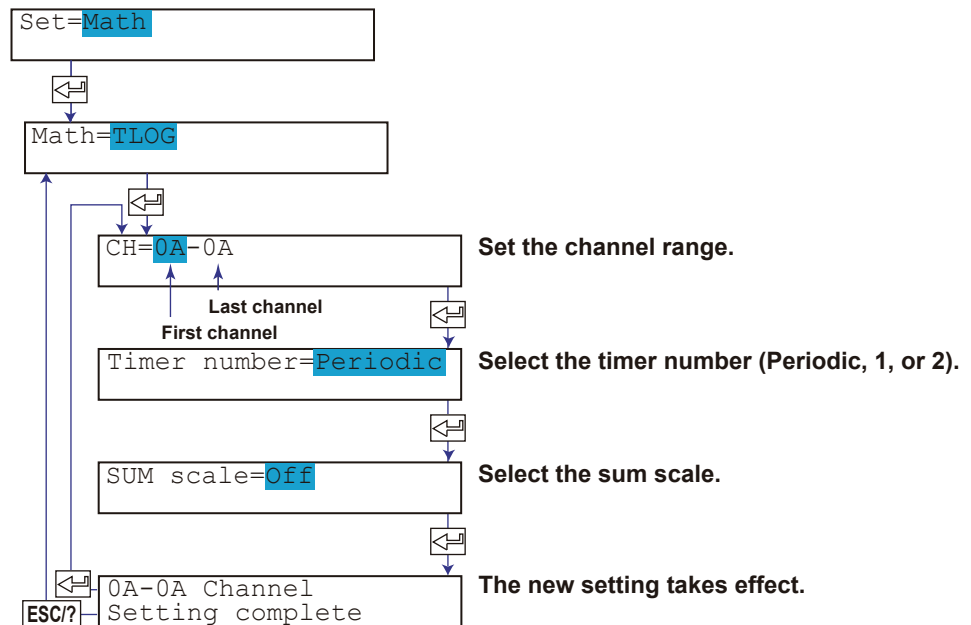 Set=Math
Math=TLOG
CH=0A-0A
Set the channel range.
Last channel
First channel
Timer number=Periodic
Select the timer number (Periodic, 1, or 2).
SUM scale=Off
Select the sum scale.
0A-0A Channel
The new setting takes effect.
ESC/?
Setting complete